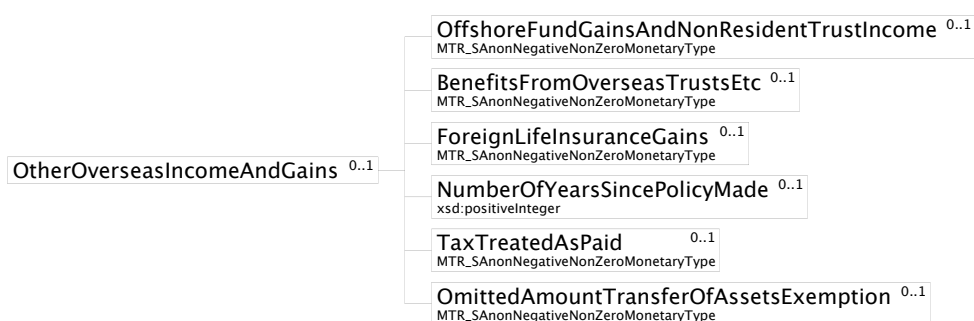 OffshoreFundGainsAndNonResidentTrustIncome 0..1
MTR_SAnonNegativeNonZeroMonetaryType
BenefitsFromOverseasTrustsEtc 0..1
MTR_SAnonNegativeNonZeroMonetaryType
ForeignLifeInsuranceGains 0..1
MTR_SAnonNegativeNonZeroMonetaryType
OtherOverseasIncomeAndGains 0..1
NumberOfYearsSincePolicyMade 0..1
xsd:positiveInteger
TaxTreatedAsPaid 0..1
MTR_SAnonNegativeNonZeroMonetaryType
OmittedAmountTransferOfAssetsExemption 0..1
MTR_SAnonNegativeNonZeroMonetaryType